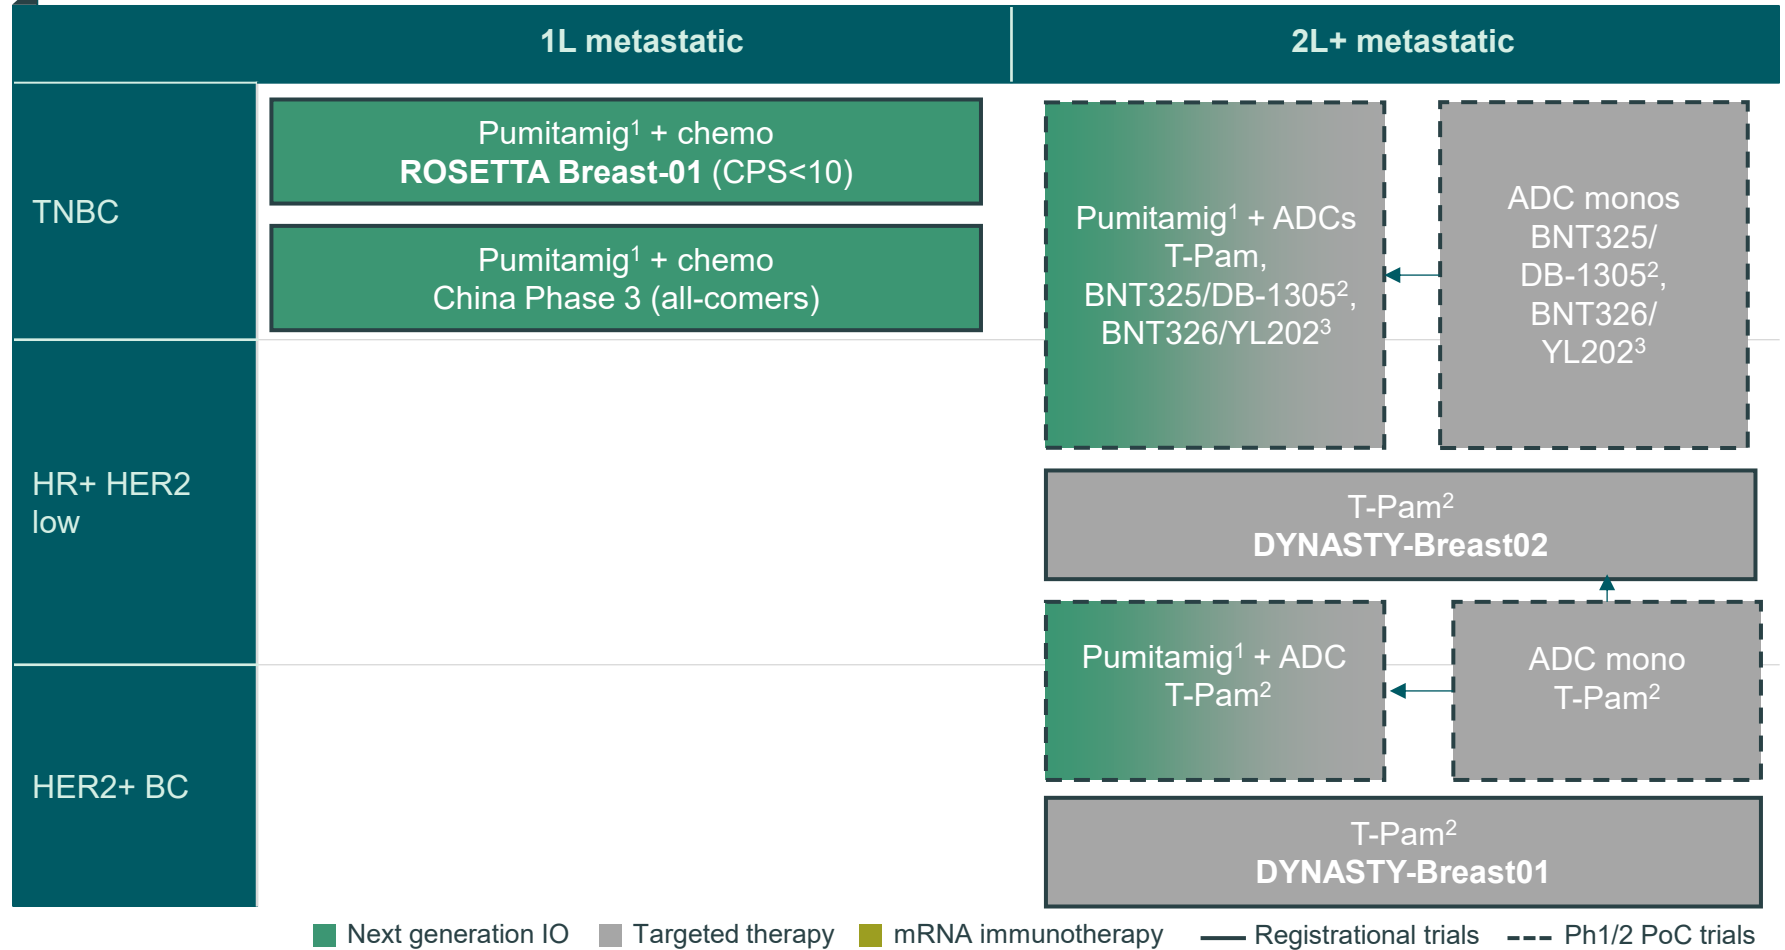 1L metastatic
2L+ metastatic
TNBC
Pumitamig¹ + chemo
ROSETTA Breast-01 (CPS<10)
Pumitamig¹ + chemo
China Phase 3 (all-comers)
Pumitamig¹ + ADCs
T-Pam,
BNT325/DB-1305²,
BNT326/YL202³
ADC monos
BNT325/
DB-1305²,
BNT326/
YL202³
HR+ HER2
low
T-Pam²
DYNASTY-Breast02
Pumitamig¹ + ADC
T-Pam²
ADC mono
T-Pam²
HER2+ BC
T-Pam²
DYNASTY-Breast01
Next generation IO
Targeted therapy
mRNA immunotherapy
Registrational trials
Ph1/2 PoC trials